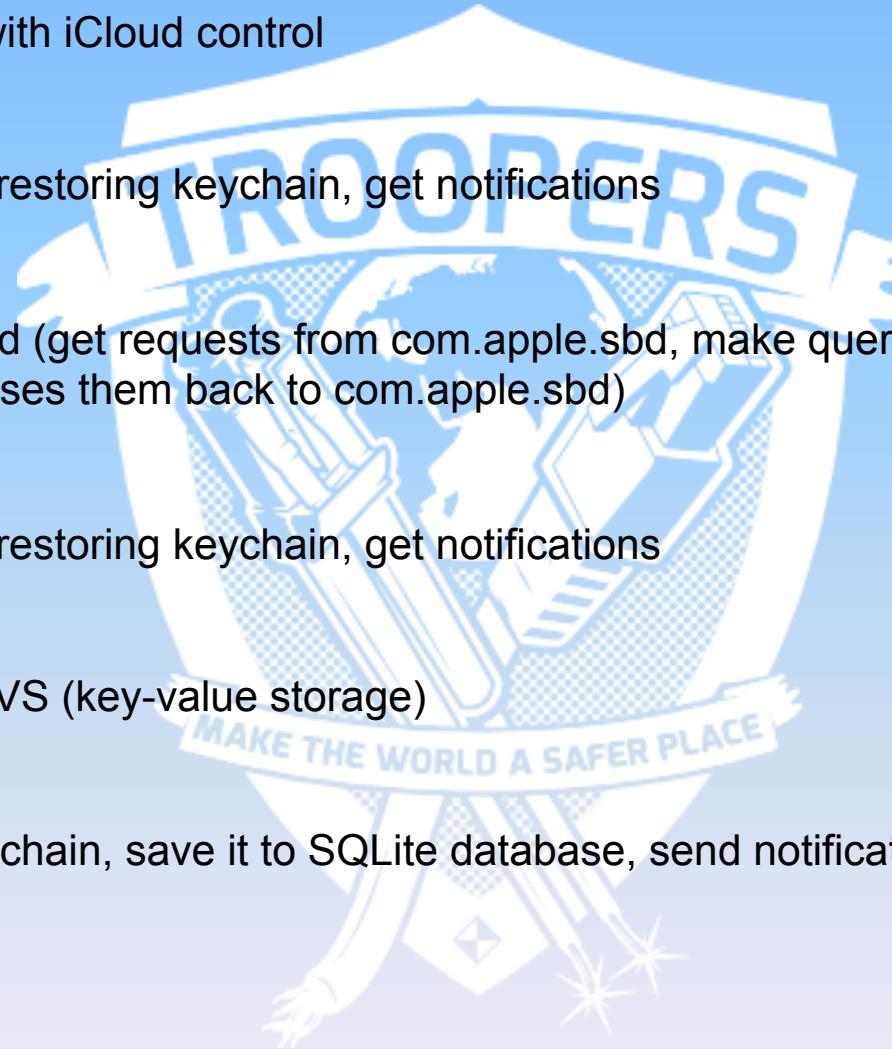 with iCloud control
restoring keychain, get notifications
d (get requests from com.apple.sbd, make quer
ses them back to com.apple.sbd)
restoring keychain, get notifications
VS (key-value storage)
chain, save it to SQLite database, send notificat
TROOPERS
MAKE THE WORLD A SAFER PLACE